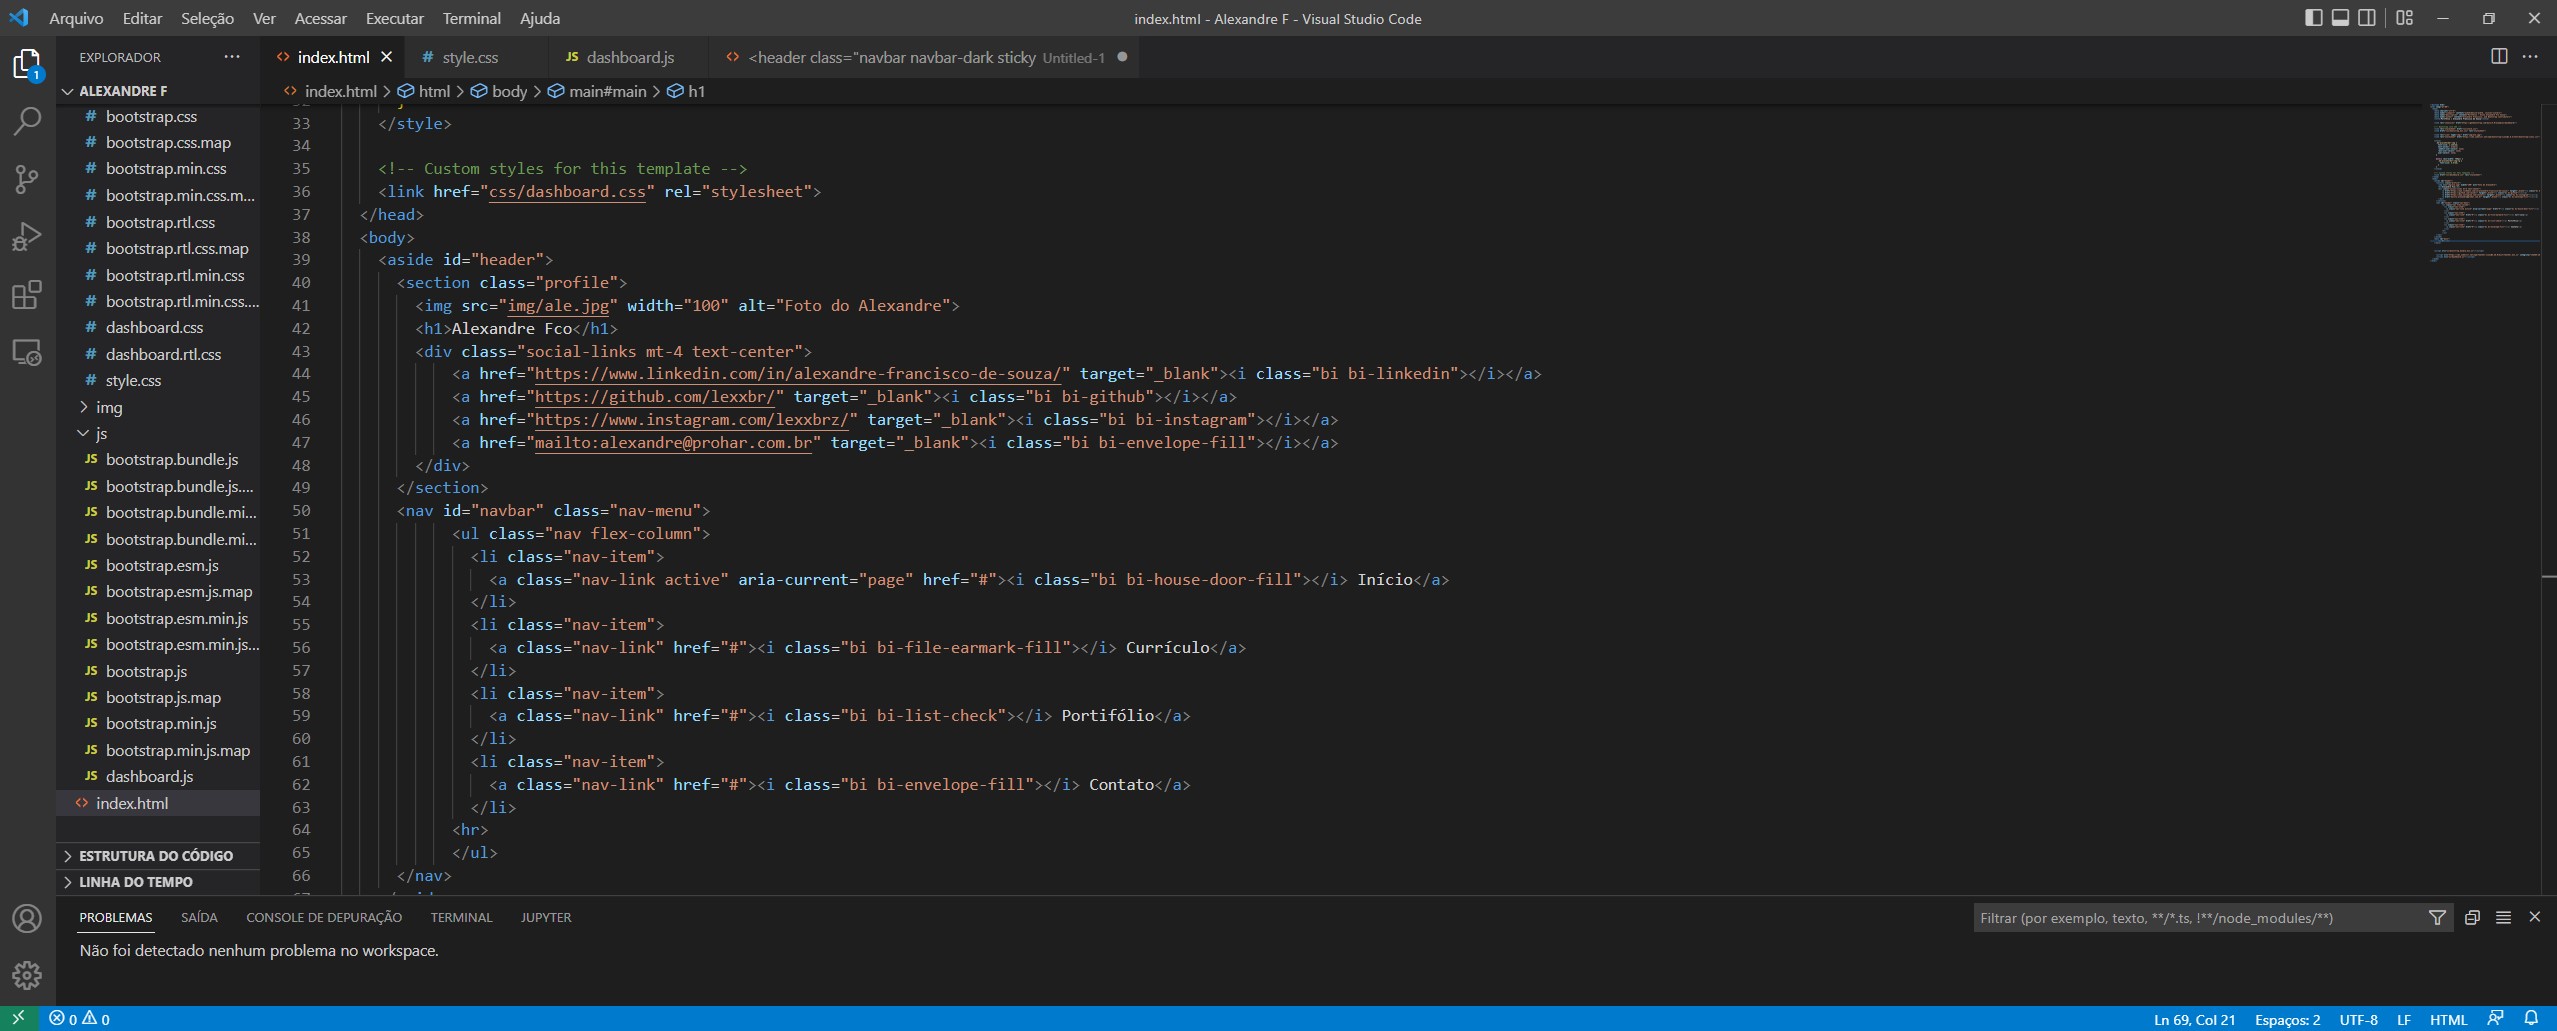 Arquivo Editar Seleção Ver Acessar Executar Terminal Ajuda
index.html - Alexandre F - Visual Studio Code
EXPLORADOR
index.html
style.css
dashboard.js
<header class="navbar navbar-dark sticky Untitled-1
1
ALEXANDRE F
index.html > html > body > main#main > h1
bootstrap.css
bootstrap.css.map
bootstrap.min.css
bootstrap.min.css.m...
bootstrap.rtl.css
bootstrap.rtl.css.map
bootstrap.rtl.min.css
bootstrap.rtl.min.css....
dashboard.css
dashboard.rtl.css
style.css
img
js
bootstrap.bundle.js
bootstrap.bundle.js....
bootstrap.bundle.mi...
bootstrap.bundle.mi...
bootstrap.esm.js
bootstrap.esm.js.map
bootstrap.esm.min.js
bootstrap.esm.min.js...
bootstrap.js
bootstrap.js.map
bootstrap.min.js
bootstrap.min.js.map
dashboard.js
index.html
ESTRUTURA DO CÓDIGO
LINHA DO TEMPO
33 </style>
34
35 <!-- Custom styles for this template -->
36 <link href="css/dashboard.css" rel="stylesheet">
37 </head>
38 <body>
39 <aside id="header">
40 <section class="profile">
41 <img src="img/ale.jpg" width="100" alt="Foto do Alexandre">
42 <h1>Alexandre Fco</h1>
43 <div class="social-links mt-4 text-center">
44 <a href="https://www.linkedin.com/in/alexandre-francisco-de-souza/" target="_blank"><i class="bi bi-linkedin"></i></a>
45 <a href="https://github.com/lexxbr/" target="_blank"><i class="bi bi-github"></i></a>
46 <a href="https://www.instagram.com/lexxbrz/" target="_blank"><i class="bi bi-instagram"></i></a>
47 <a href="mailto:alexandre@prohar.com.br" target="_blank"><i class="bi bi-envelope-fill"></i></a>
48 </div>
49 </section>
50 <nav id="navbar" class="nav-menu">
51 <ul class="nav flex-column">
52 <li class="nav-item">
53 <a class="nav-link active" aria-current="page" href="#"><i class="bi bi-house-door-fill"></i> Início</a>
54 </li>
55 <li class="nav-item">
56 <a class="nav-link" href="#"><i class="bi bi-file-earmark-fill"></i> Currículo</a>
57 </li>
58 <li class="nav-item">
59 <a class="nav-link" href="#"><i class="bi bi-list-check"></i> Portifólio</a>
60 </li>
61 <li class="nav-item">
62 <a class="nav-link" href="#"><i class="bi bi-envelope-fill"></i> Contato</a>
63 </li>
64 <hr>
65 </ul>
66 </nav>
PROBLEMAS SAÍDA CONSOLE DE DEPURAÇÃO TERMINAL JUPYTER
Filtrar (por exemplo, texto, **/*.ts, !**/node_modules/**)
Não foi detectado nenhum problema no workspace.
0 0
Ln 69, Col 21 Espaços: 2 UTF-8 LF HTML